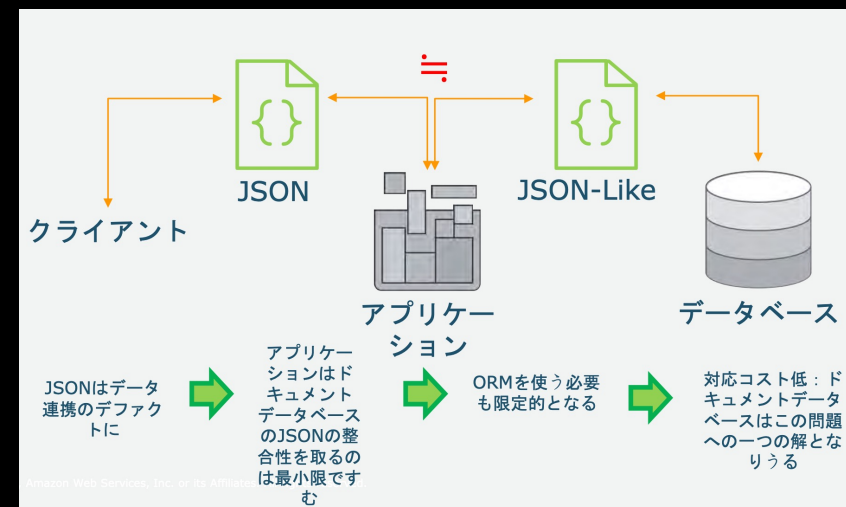 ≒
{ }
{ }
JSON
JSON-Like
クライアント
アプリケー
ション
データベース
JSONはデータ
連携のデファク
トに
アプリケー
ションはド
キュメント
データベース
のJSONの整
合性を取るの
は最小限です
む
ORMを使う必要
も限定的となる
対応コスト低：ド
キュメントデータ
ベースはこの問題
への一つの解とな
りうる
Amazon Web Services, Inc. or its Affiliates